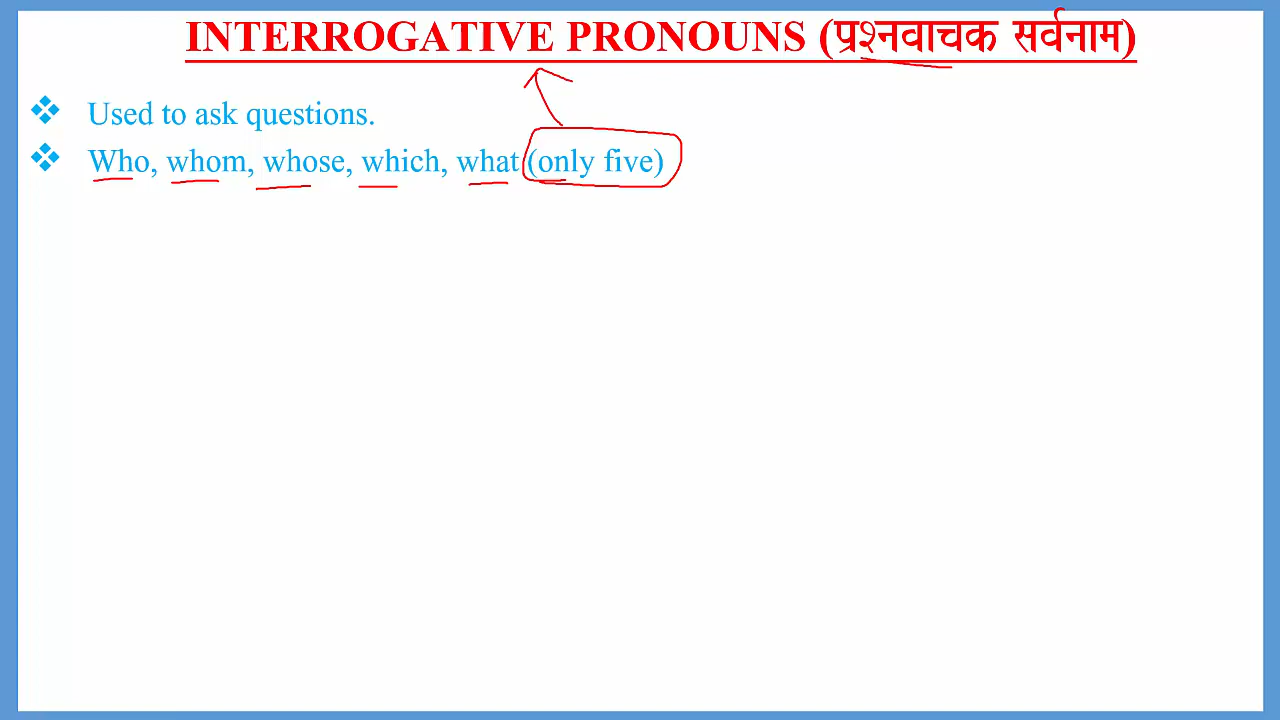 INTERROGATIVE PRONOUNS (प्रश्नवाचक सर्वनाम)
❖ Used to ask questions.
❖ Who, whom, whose, which, what (only five)